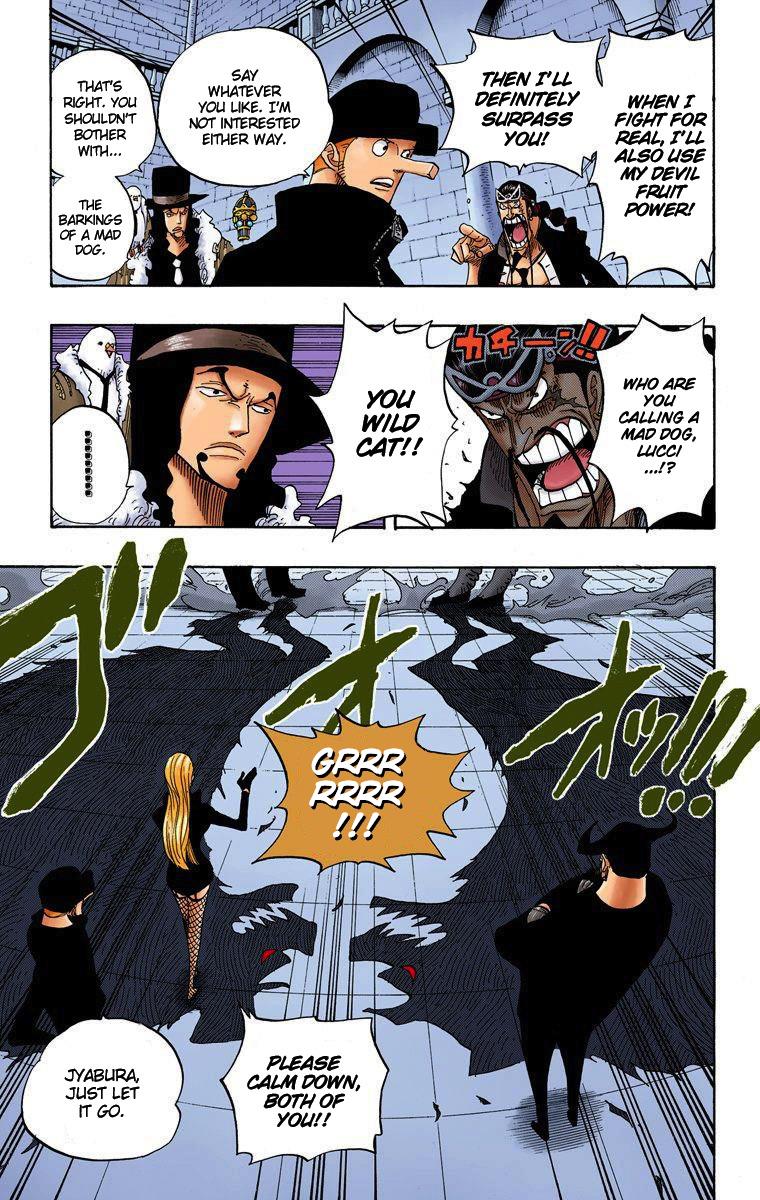 WHEN I
FIGHT FOR
REAL, I'LL
ALSO USE
MY DEVIL
FRUIT
POWER!
THEN I'LL
DEFINITELY
SURPASS
YOU!
SAY
WHATEVER
YOU LIKE. I'M
NOT INTERESTED
EITHER WAY.
THAT'S
RIGHT. YOU
SHOULDN'T
BOTHER
WITH...
THE
BARKINGS
OF A MAD
DOG.
カチーン!!
WHO ARE
YOU
CALLING A
MAD DOG,
LUCCI
...!?
YOU
WILD
CAT!!
.........
ブオオッ!!!
GRRR
RRRR
!!!
PLEASE
CALM DOWN,
BOTH OF
YOU!!
JYABURA,
JUST LET
IT GO.